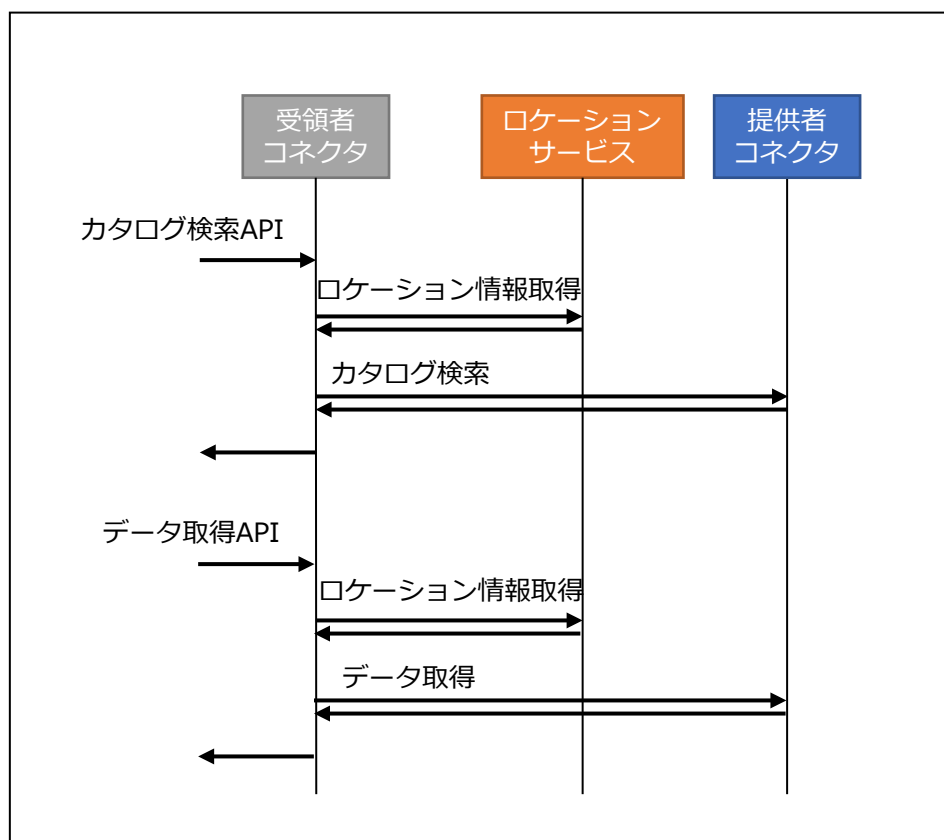 受領者
コネクタ
ロケーション
サービス
提供者
コネクタ
カタログ検索API
ロケーション情報取得
カタログ検索
データ取得API
ロケーション情報取得
データ取得